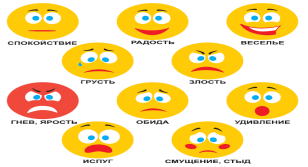 СПОКОЙСТВИЕ РАДОСТЬ ВЕСЕЛЬЕ
ГРУСТЬ ЗЛОСТЬ
ГНЕВ, ЯРОСТЬ ОБИДА УДИВЛЕНИЕ
ИСПУГ СМУЩЕНИЕ, СТЫД